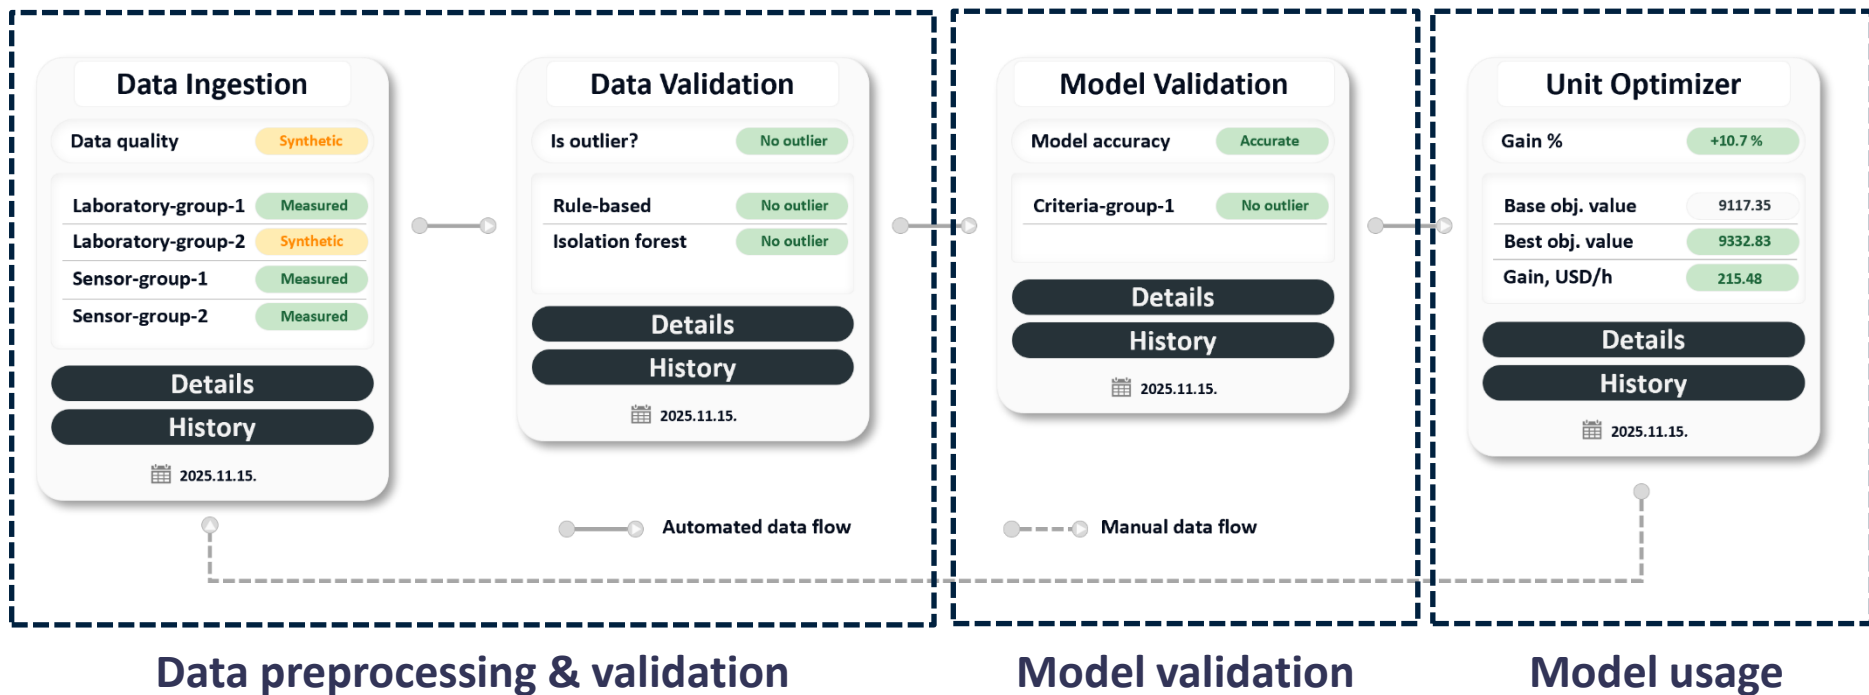 Data Ingestion
Data quality Synthetic
Laboratory-group-1 Measured
Laboratory-group-2 Synthetic
Sensor-group-1 Measured
Sensor-group-2 Measured
Details
History
2025.11.15.
Data Validation
Is outlier? No outlier
Rule-based No outlier
Isolation forest No outlier
Details
History
2025.11.15.
Model Validation
Model accuracy Accurate
Criteria-group-1 No outlier
Details
History
2025.11.15.
Unit Optimizer
Gain % +10.7 %
Base obj. value 9117.35
Best obj. value 9332.83
Gain, USD/h 215.48
Details
History
2025.11.15.
Automated data flow
Manual data flow
Data preprocessing & validation
Model validation
Model usage